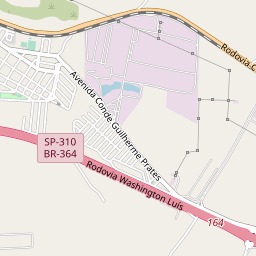 Rodovia C
Avenida Conde Guilherme Prates
SP-310
BR-364
Rodovia Washington Luís
164